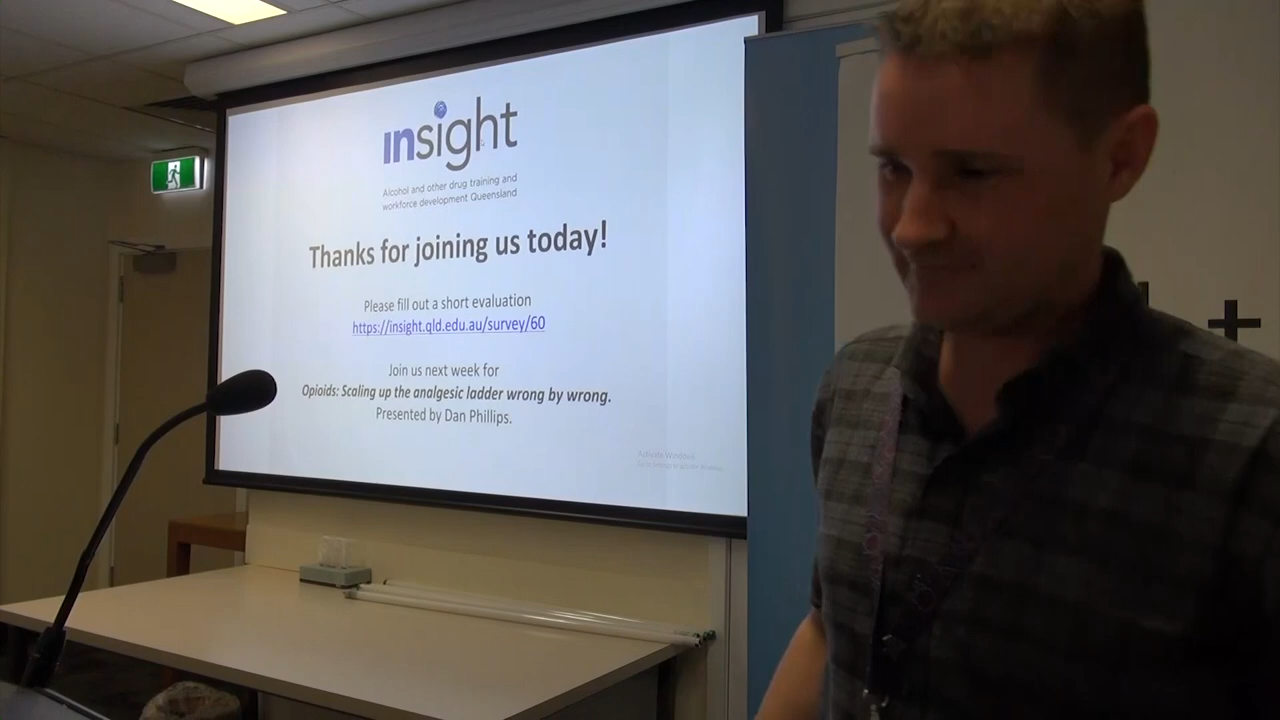 insight
Alcohol and other drug training and
workforce development Queensland
Thanks for joining us today!
Please fill out a short evaluation
https://insight.qld.edu.au/survey/60
Join us next week for
Opioids: Scaling up the analgesic ladder wrong by wrong.
Presented by Dan Phillips.
Activate Windows